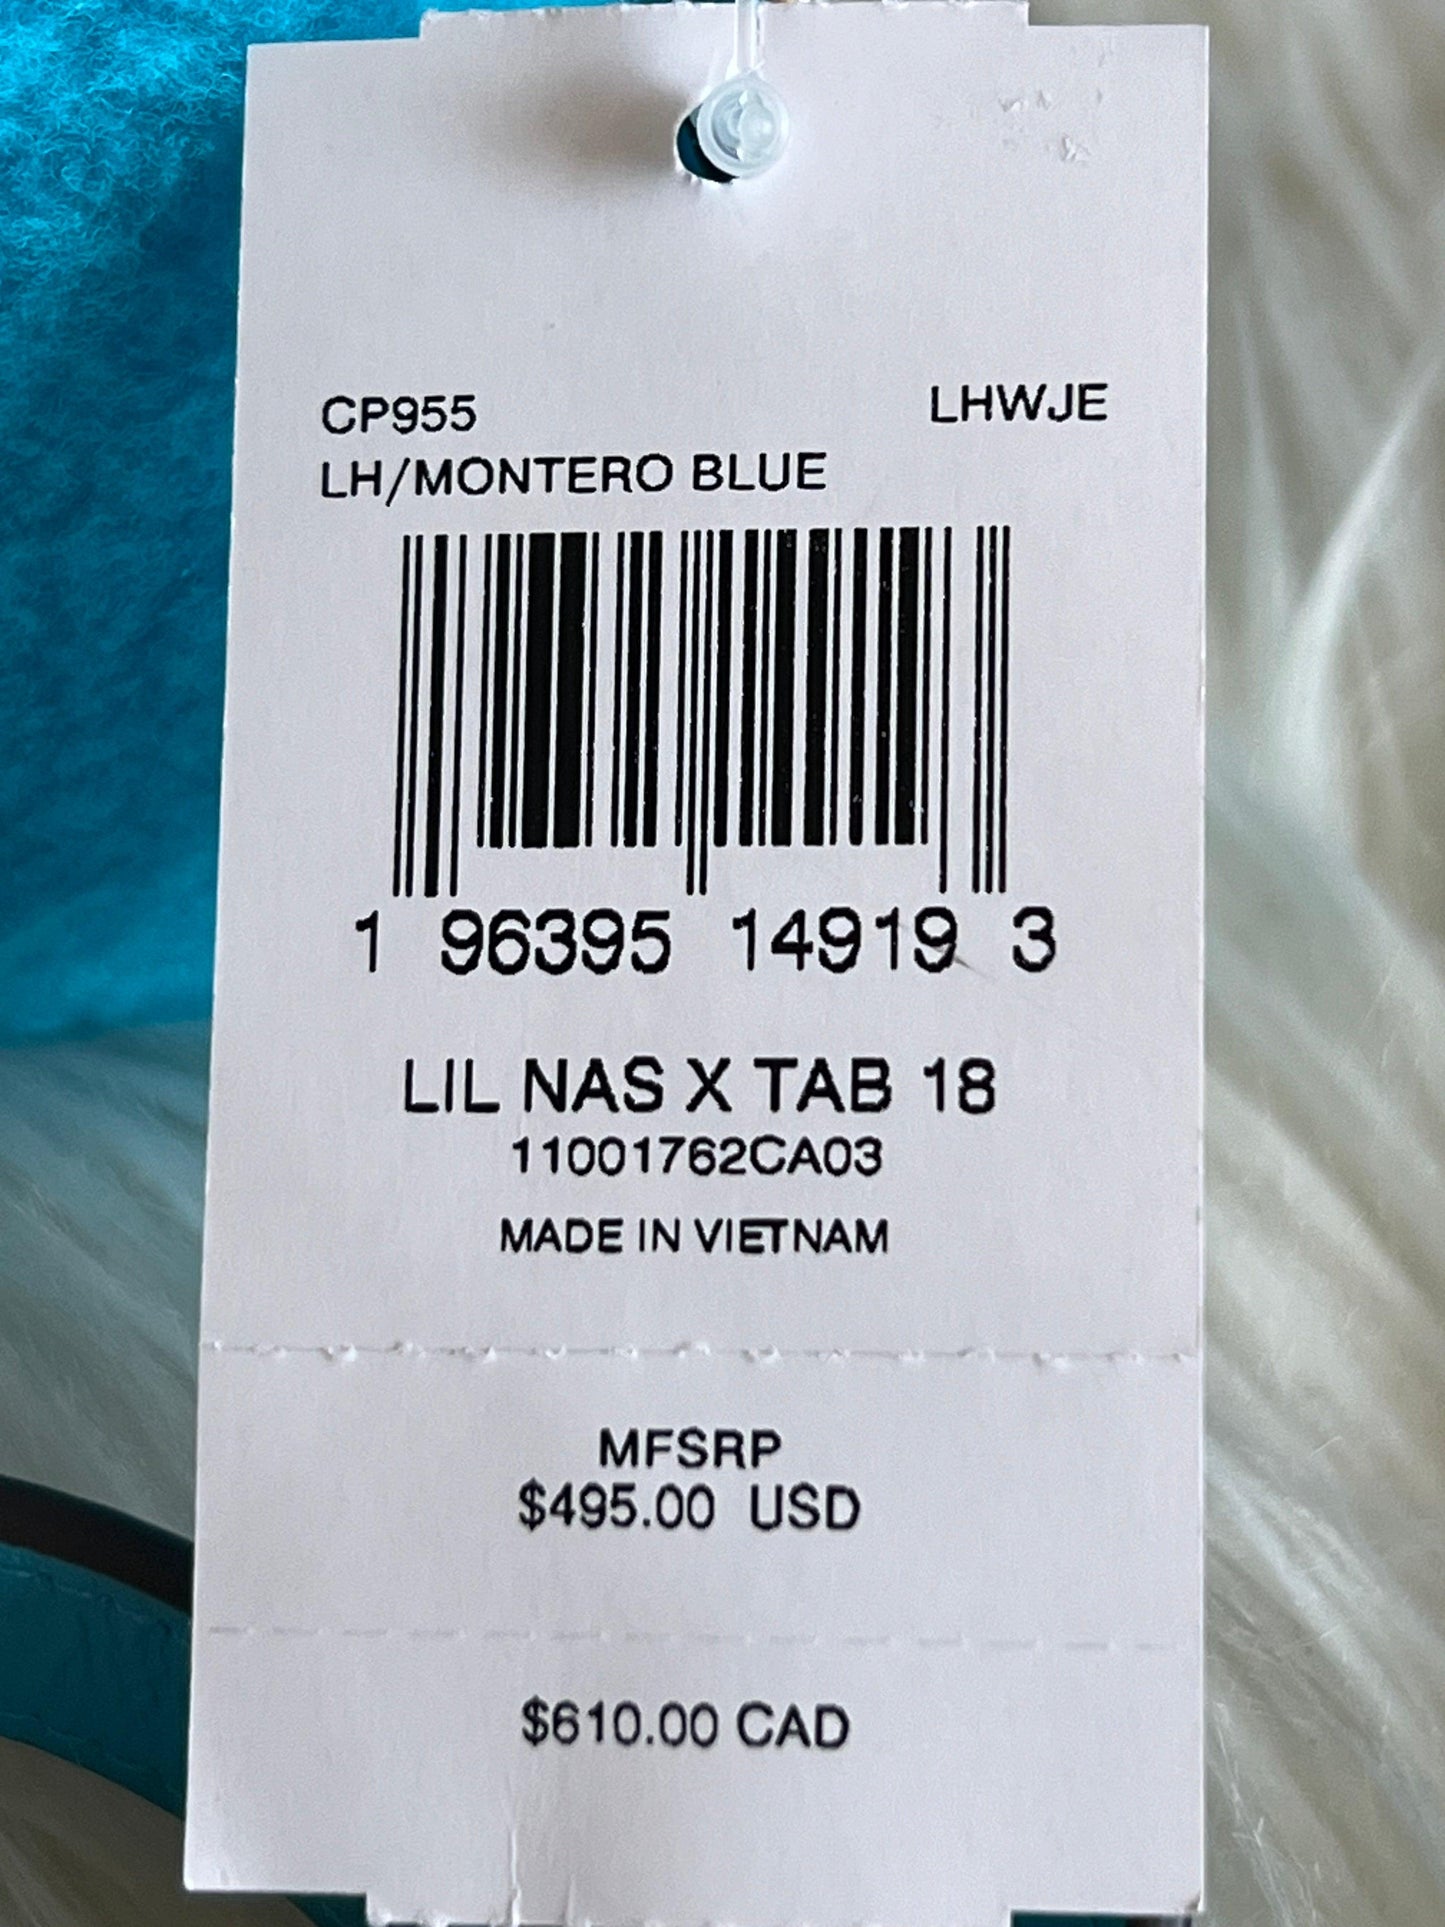 CP955 LHWJE
LH/MONTERO BLUE
1 96395 14919 3
LIL NAS X TAB 18
11001762CA03
MADE IN VIETNAM
MFSRP
$495.00 USD
$610.00 CAD